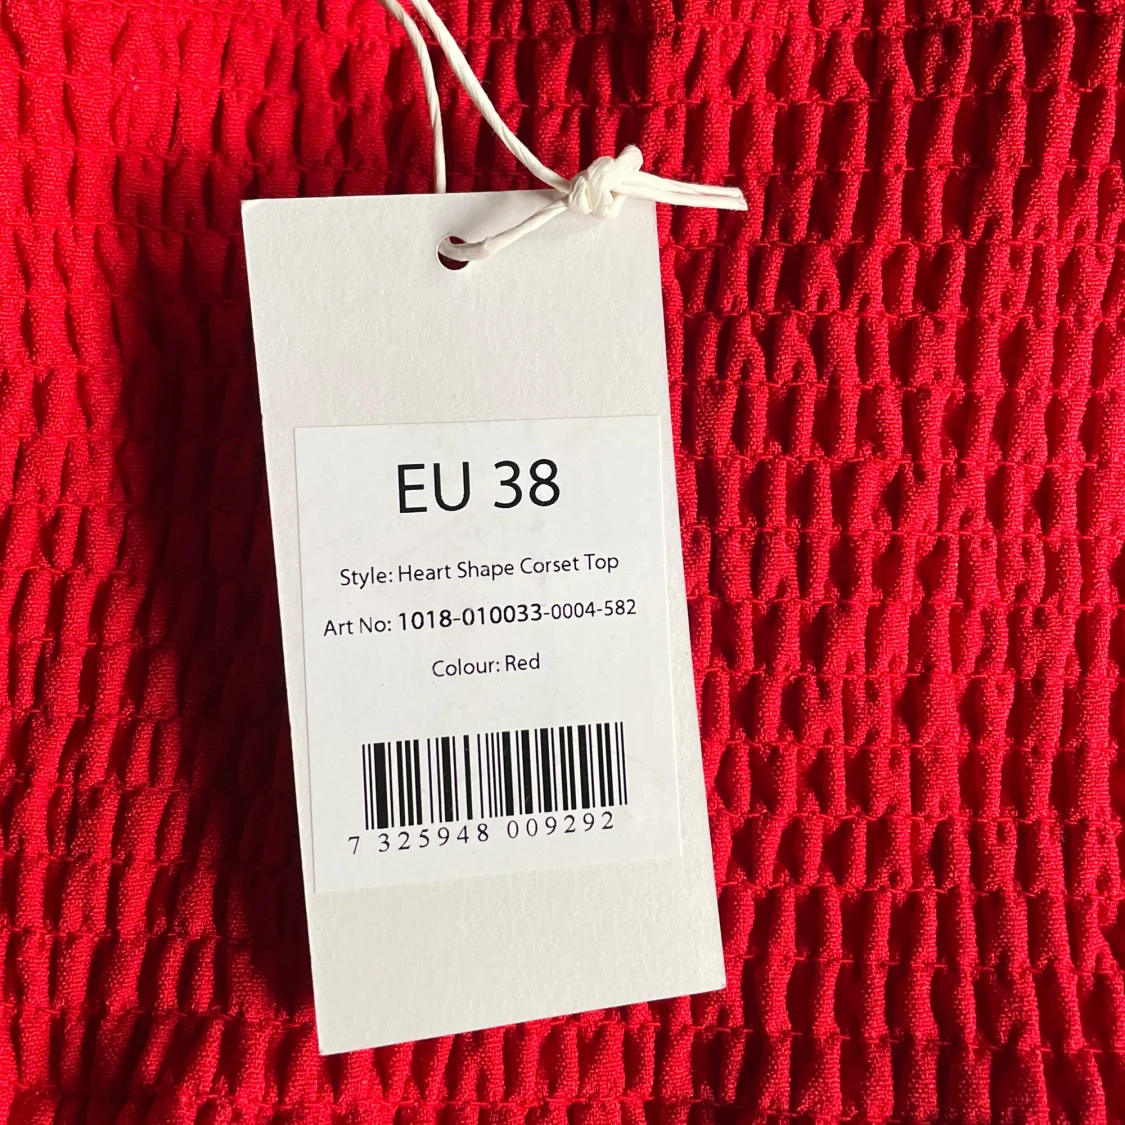 EU 38
Style: Heart Shape Corset Top
Art No: 1018-010033-0004-582
Colour: Red
7 325948 009292